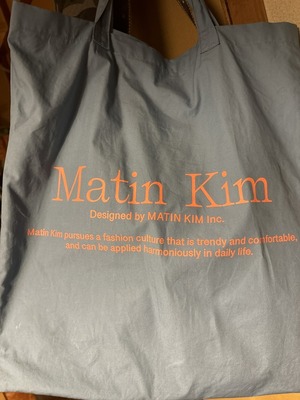 Matin Kim
Designed by MATIN KIM Inc.
Matin Kim pursues a fashion culture that is trendy and comfortable,
and can be applied harmoniously in daily life.